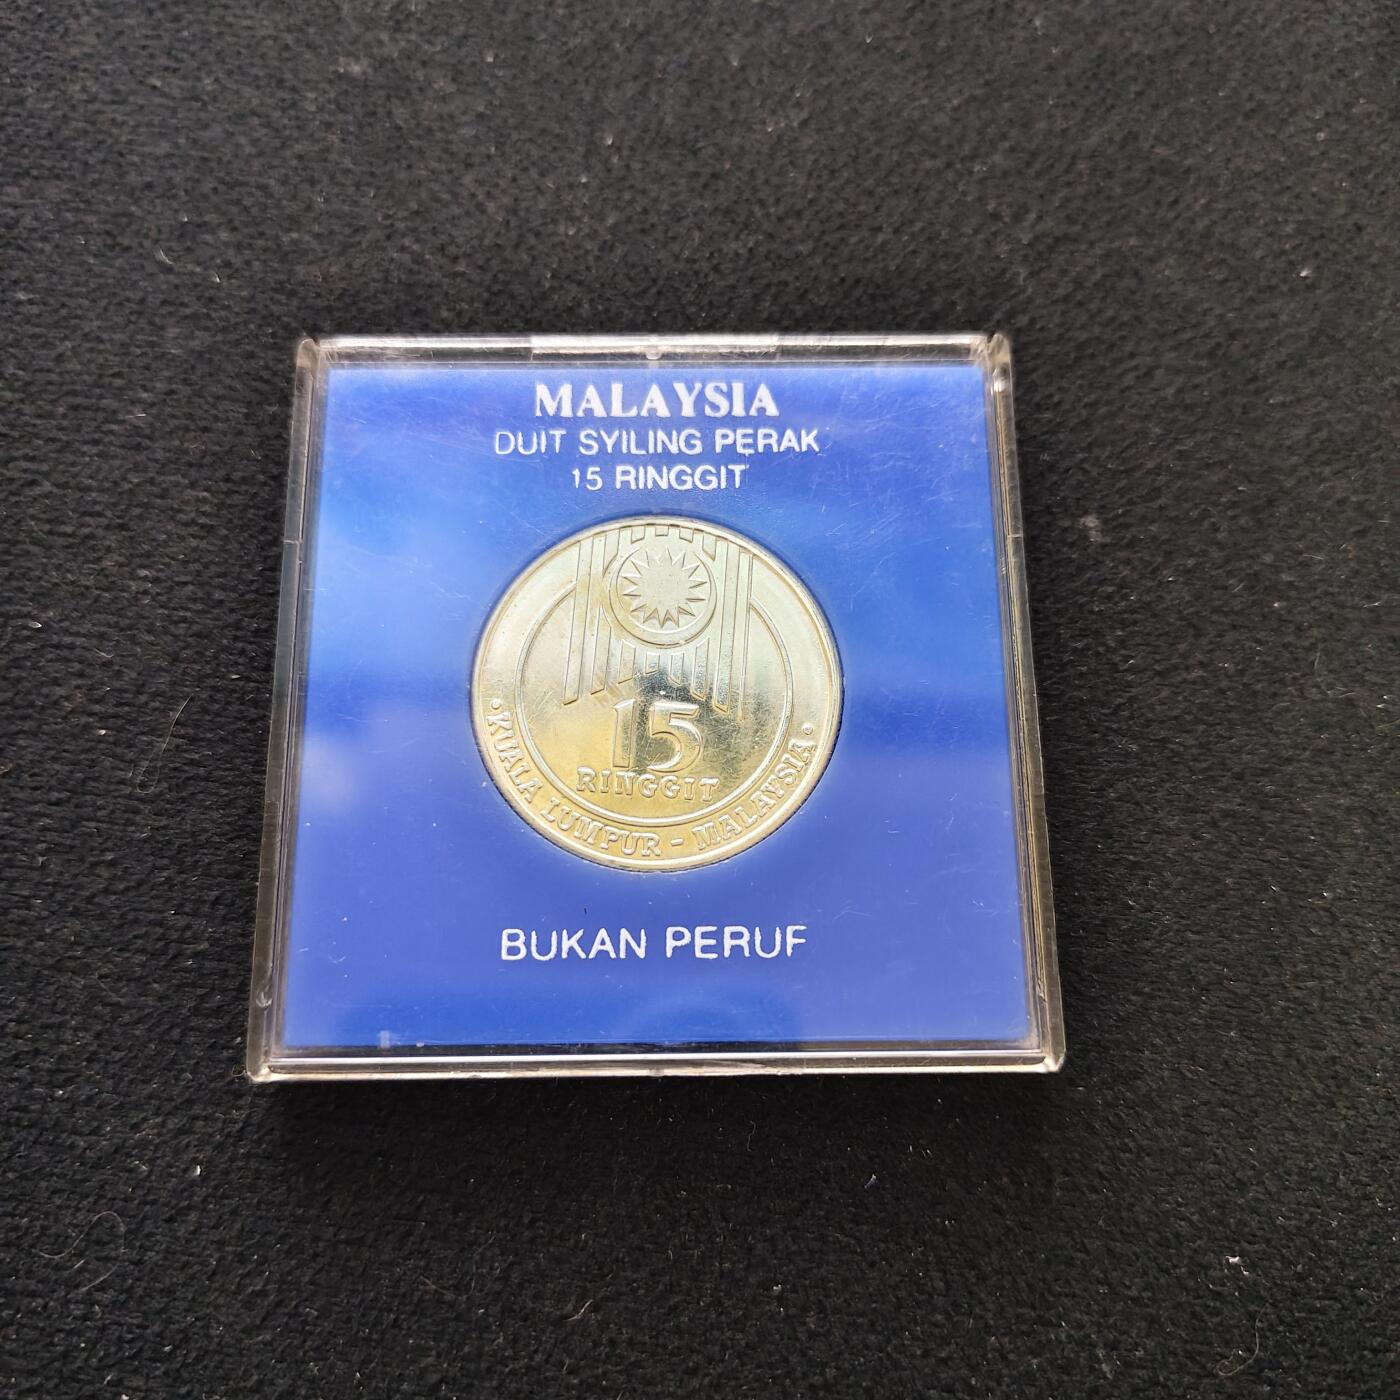 MALAYSIA
DUIT SYILING PERAK
15 RINGGIT
15
RINGGIT
• KUALA LUMPUR - MALAYSIA •
BUKAN PERUF